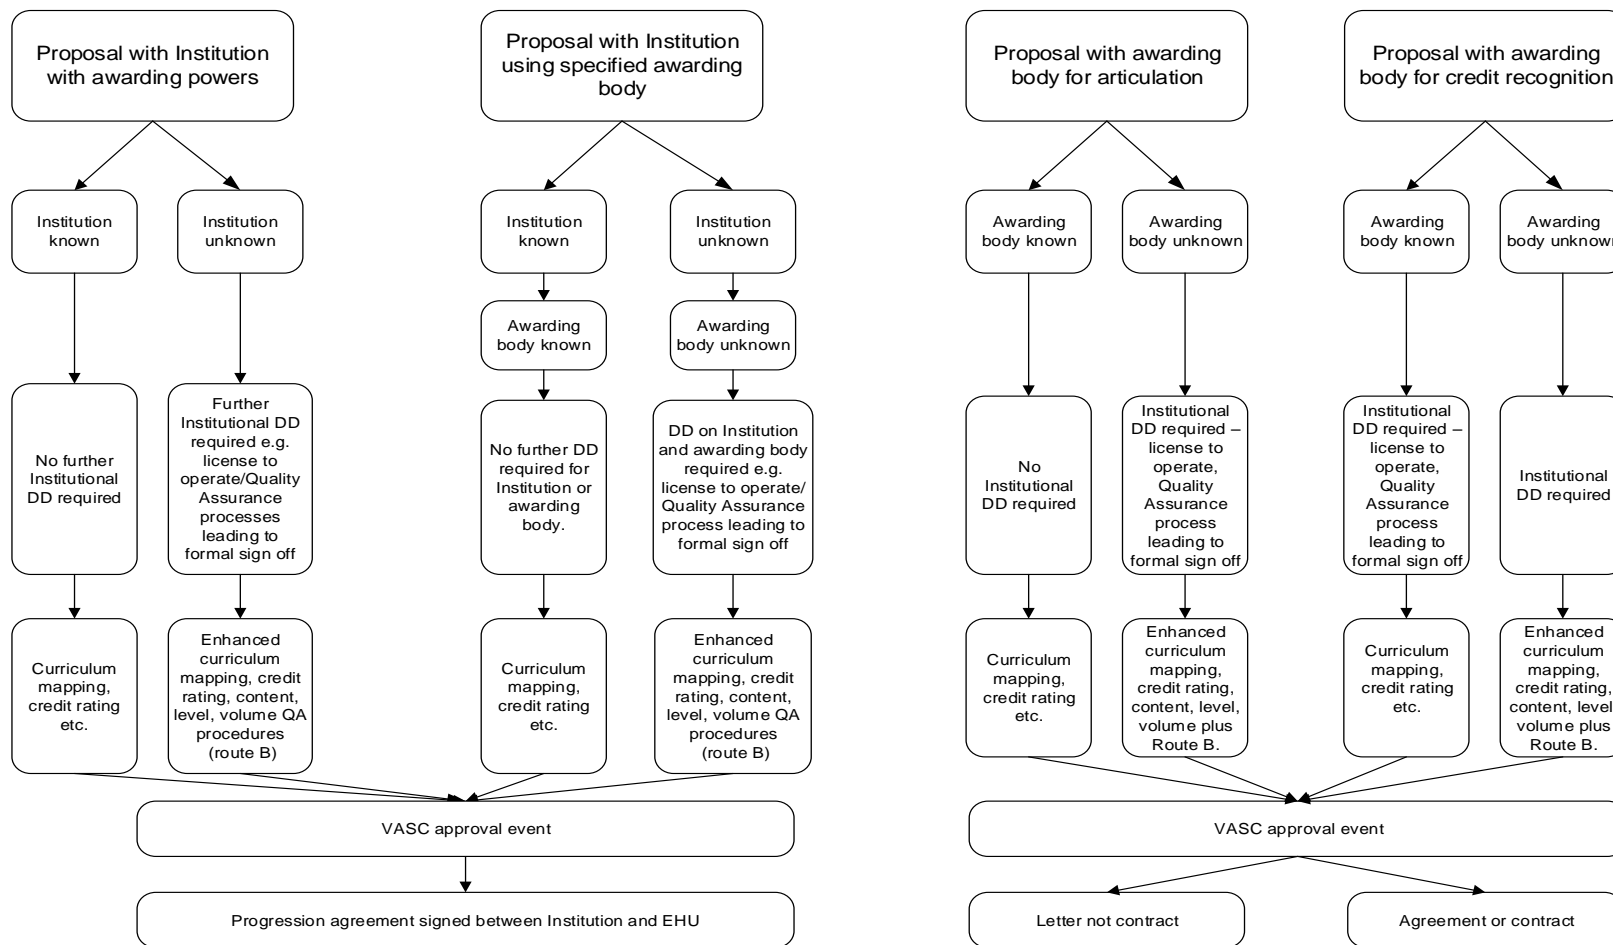 Proposal with Institution
with awarding powers
Proposal with Institution
using specified awarding
body
Proposal with awarding
body for articulation
Proposal with awarding
body for credit recognition
Institution
known
Institution
unknown
Institution
known
Institution
unknown
Awarding
body known
Awarding
body unknown
Awarding
body known
Awarding
body unknown
Awarding
body known
Awarding
body unknown
No further
Institutional
DD required
Further
Institutional DD
required e.g.
license to
operate/Quality
Assurance
processes
leading to
formal sign off
No further DD
required for
Institution or
awarding
body.
DD on Institution
and awarding body
required e.g.
license to operate/
Quality Assurance
process leading to
formal sign off
No
Institutional
DD required
Institutional
DD required –
license to
operate,
Quality
Assurance
process
leading to
formal sign off
Institutional
DD required –
license to
operate,
Quality
Assurance
process
leading to
formal sign off
Institutional
DD required
Curriculum
mapping,
credit rating
etc.
Enhanced
curriculum
mapping, credit
rating, content,
level, volume QA
procedures
(route B)
Curriculum
mapping,
credit rating
etc.
Enhanced
curriculum
mapping, credit
rating, content,
level, volume QA
procedures
(route B)
Curriculum
mapping,
credit rating
etc.
Enhanced
curriculum
mapping,
credit rating,
content, level,
volume plus
Route B.
Curriculum
mapping,
credit rating
etc.
Enhanced
curriculum
mapping,
credit rating,
content, level,
volume plus
Route B.
VASC approval event
VASC approval event
Progression agreement signed between Institution and EHU
Letter not contract
Agreement or contract